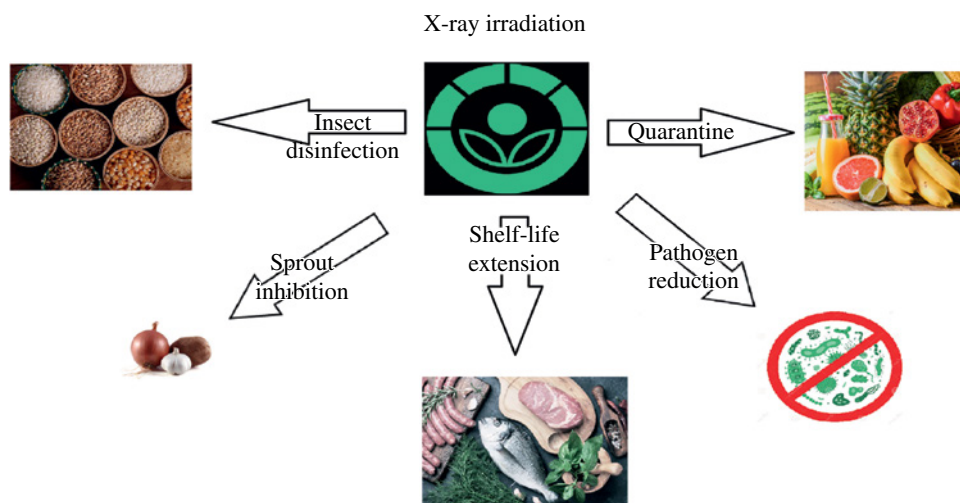 X-ray irradiation
Insect
disinfection
Quarantine
Sprout
inhibition
Shelf-life
extension
Pathogen
reduction